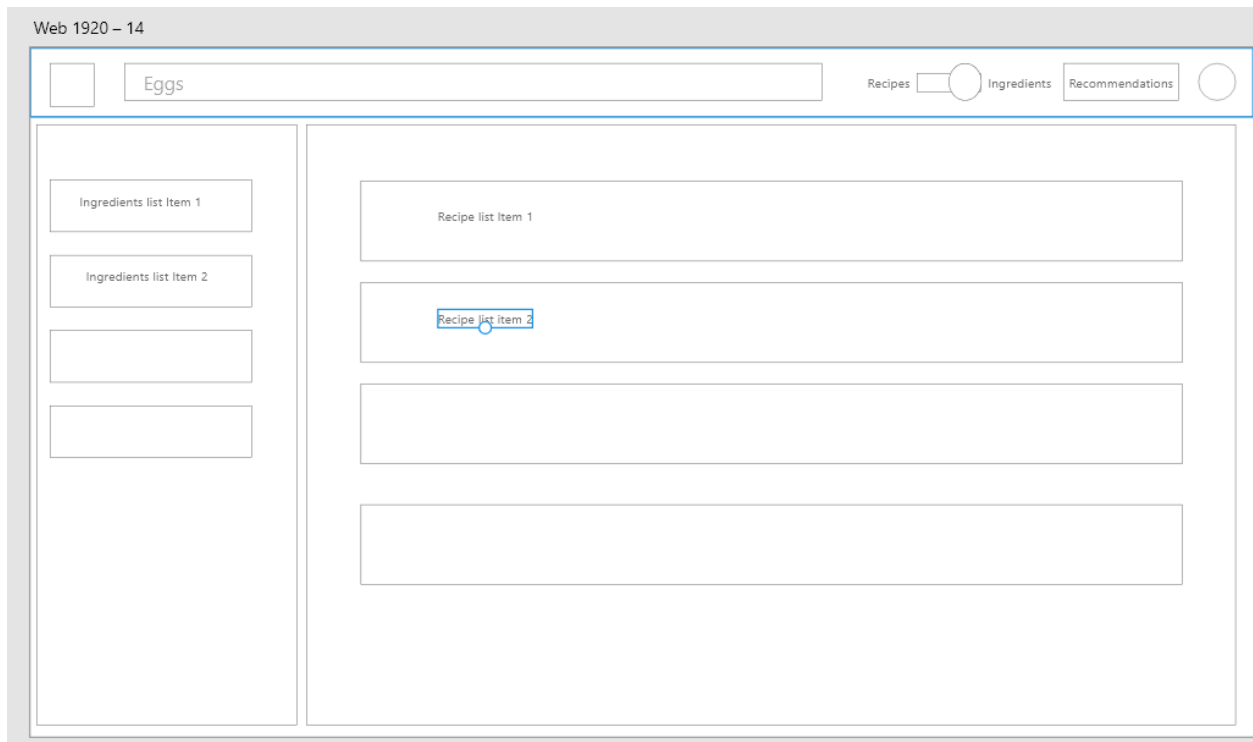 Web 1920 – 14
Eggs
Recipes Ingredients Recommendations
Ingredients list Item 1
Ingredients list Item 2
Recipe list Item 1
Recipe list item 2